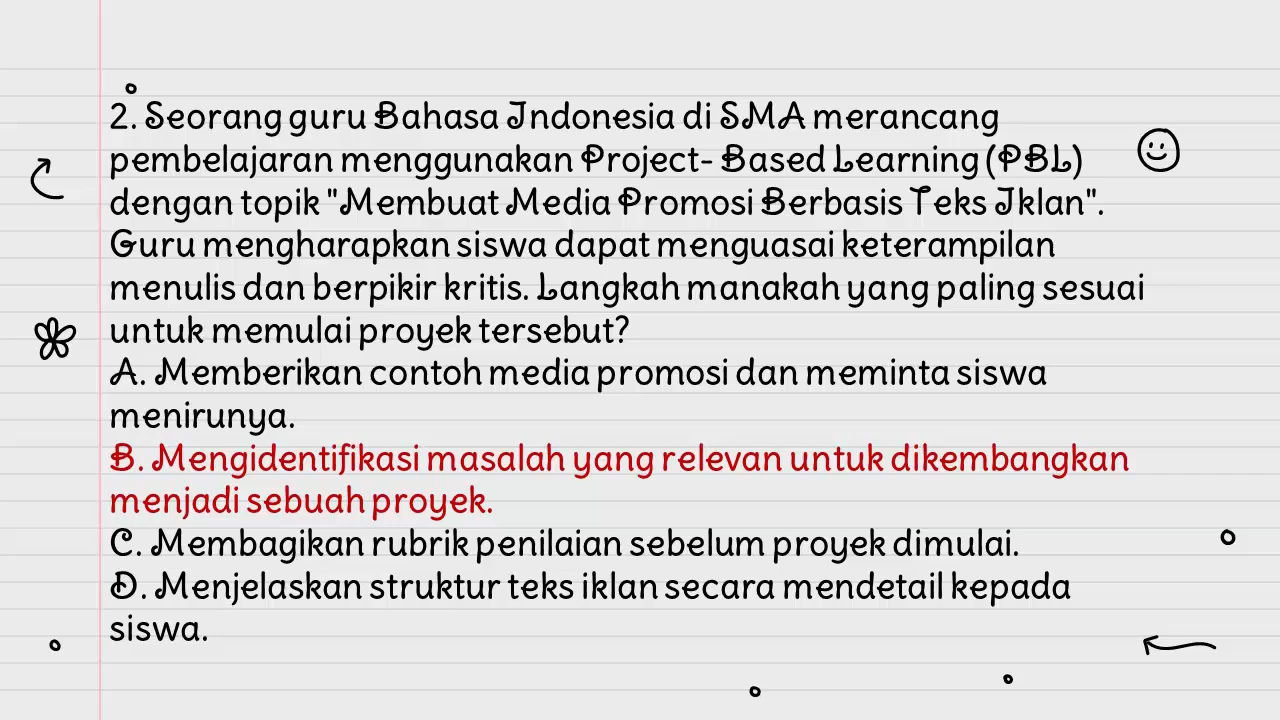 2. Seorang guru Bahasa Indonesia di SMA merancang
pembelajaran menggunakan Project- Based Learning (PBL)
dengan topik "Membuat Media Promosi Berbasis Teks Iklan".
Guru mengharapkan siswa dapat menguasai keterampilan
menulis dan berpikir kritis. Langkah manakah yang paling sesuai
untuk memulai proyek tersebut?
A. Memberikan contoh media promosi dan meminta siswa
menirunya.
B. Mengidentifikasi masalah yang relevan untuk dikembangkan
menjadi sebuah proyek.
C. Membagikan rubrik penilaian sebelum proyek dimulai.
D. Menjelaskan struktur teks iklan secara mendetail kepada
siswa.